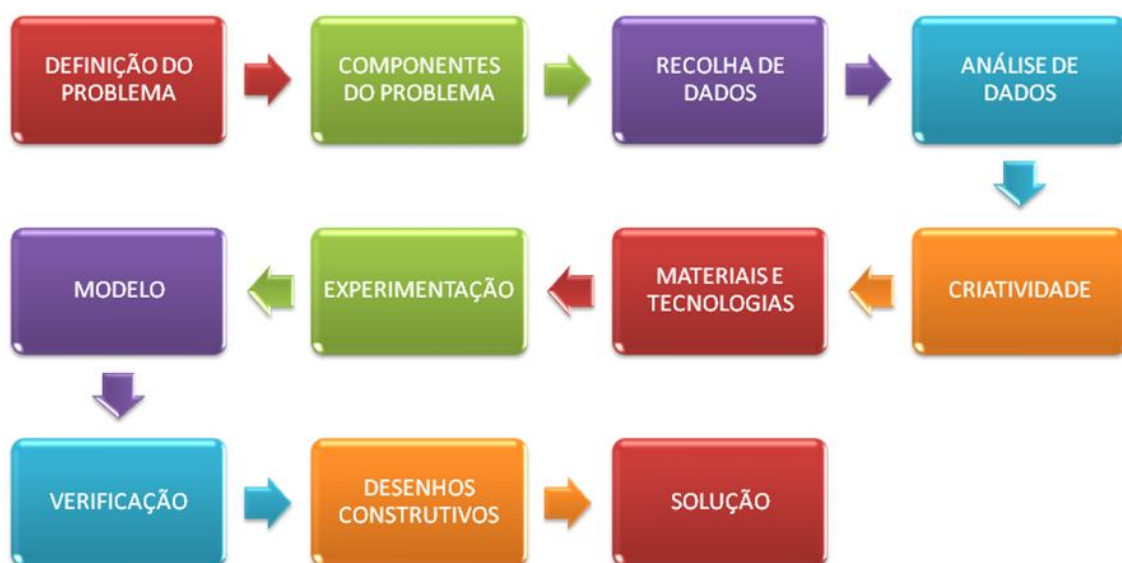 DEFINIÇÃO DO
PROBLEMA
COMPONENTES
DO PROBLEMA
RECOLHA DE
DADOS
ANÁLISE DE
DADOS
CRIATIVIDADE
MATERIAIS E
TECNOLOGIAS
EXPERIMENTAÇÃO
MODELO
VERIFICAÇÃO
DESENHOS
CONSTRUTIVOS
SOLUÇÃO